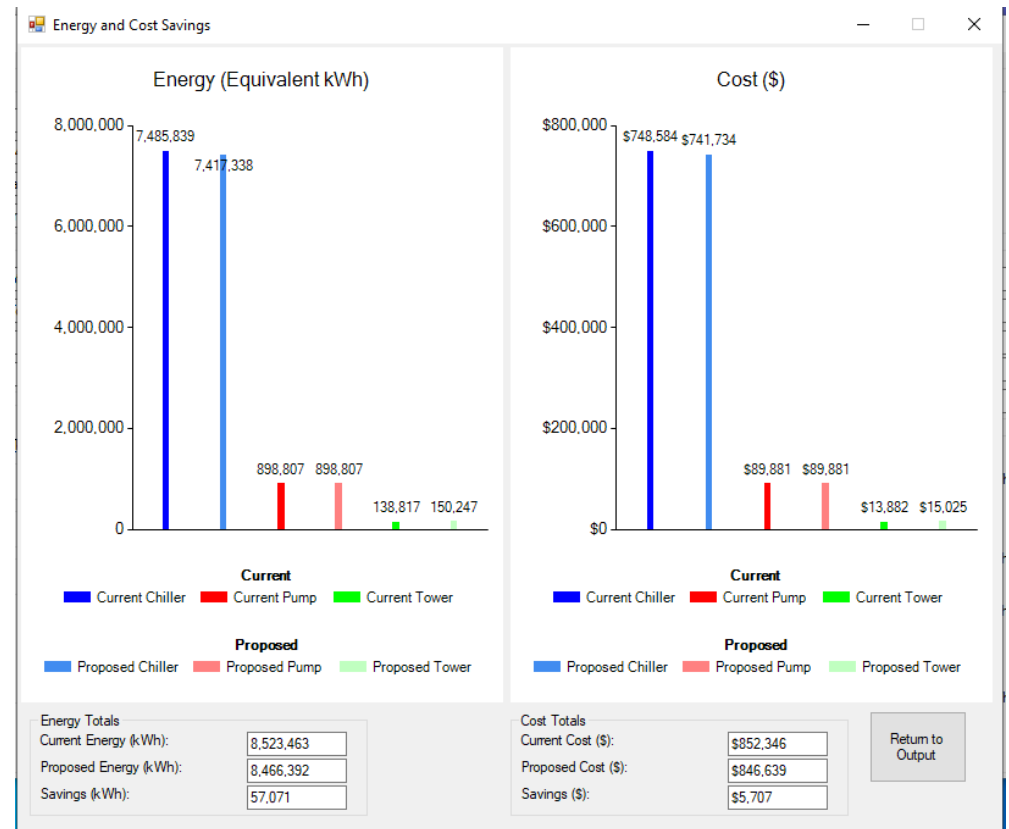 Energy and Cost Savings
Energy (Equivalent kWh)
8,000,000
7,485,839
7,417,338
6,000,000
4,000,000
2,000,000
898,807 898,807
138,817 150,247
0
Current
Current Chiller Current Pump Current Tower
Proposed
Proposed Chiller Proposed Pump Proposed Tower
Cost ($)
$800,000
$748,584 $741,734
$600,000
$400,000
$200,000
$89,881 $89,881
$13,882 $15,025
$0
Current
Current Chiller Current Pump Current Tower
Proposed
Proposed Chiller Proposed Pump Proposed Tower
Energy Totals
Current Energy (kWh): 8,523,463
Proposed Energy (kWh): 8,466,392
Savings (kWh): 57,071
Cost Totals
Current Cost ($): $852,346
Proposed Cost ($): $846,639
Savings ($): $5,707
Return to
Output